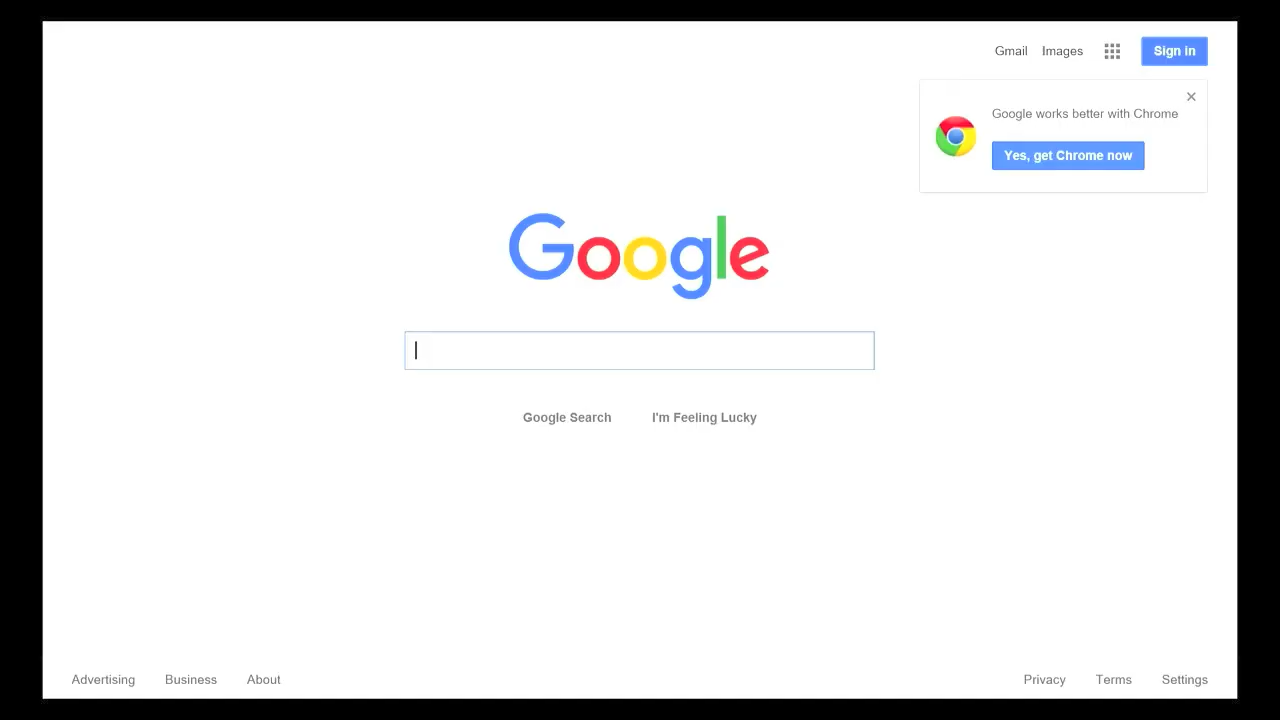 Gmail Images Sign in
Google works better with Chrome
Yes, get Chrome now
Google
Google Search I'm Feeling Lucky
Advertising Business About Privacy Terms Settings